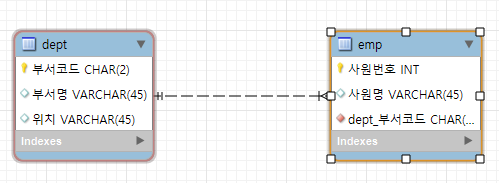 dept
부서코드 CHAR(2)
부서명 VARCHAR(45)
위치 VARCHAR(45)
Indexes
emp
사원번호 INT
사원명 VARCHAR(45)
dept_부서코드 CHAR(...
Indexes